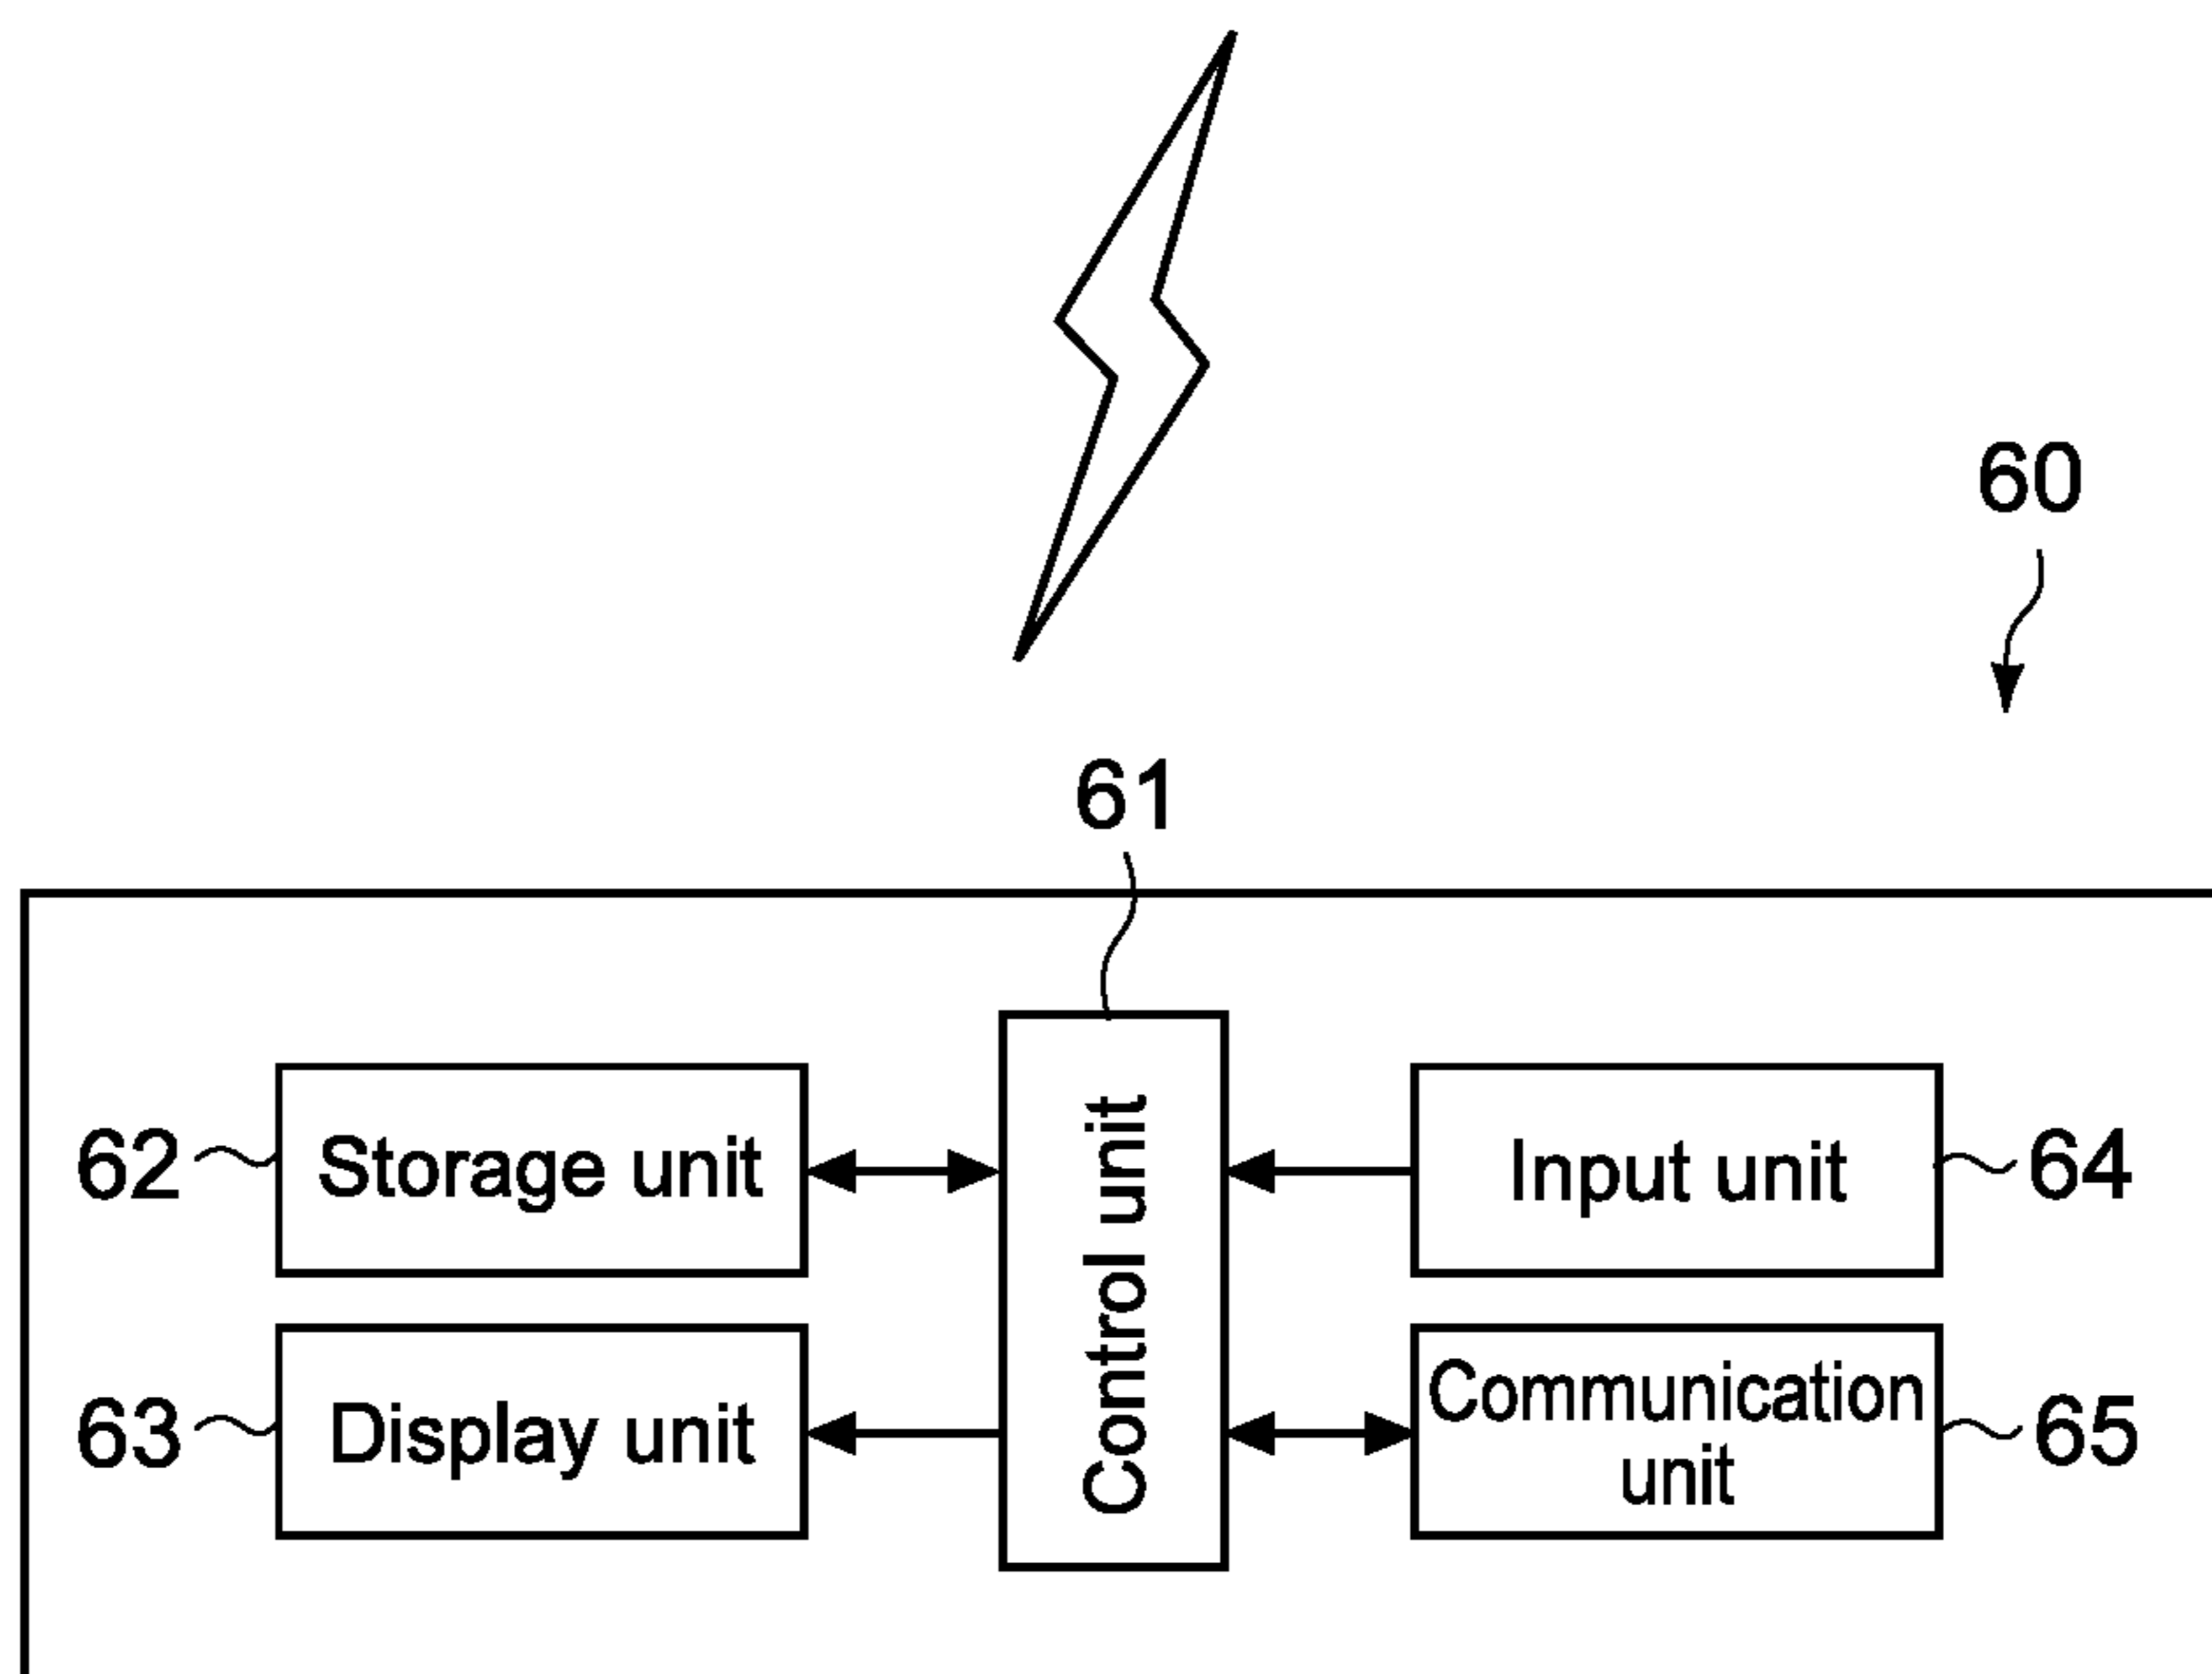 60
61
62
Storage unit
Control unit
Input unit
64
63
Display unit
Communication
unit
65